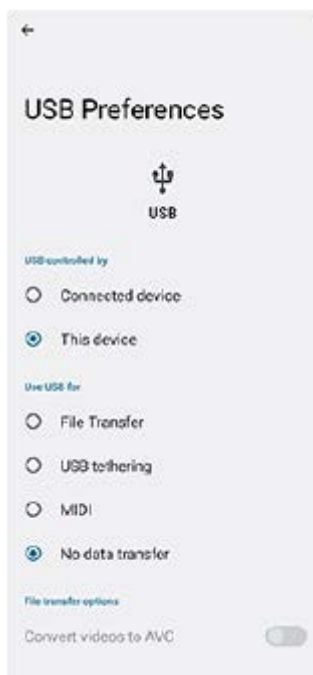 USB Preferences
USB
USB controlled by
Connected device
This device
Use USB for
File Transfer
USB tethering
MIDI
No data transfer
File transfer options
Convert videos to AVC